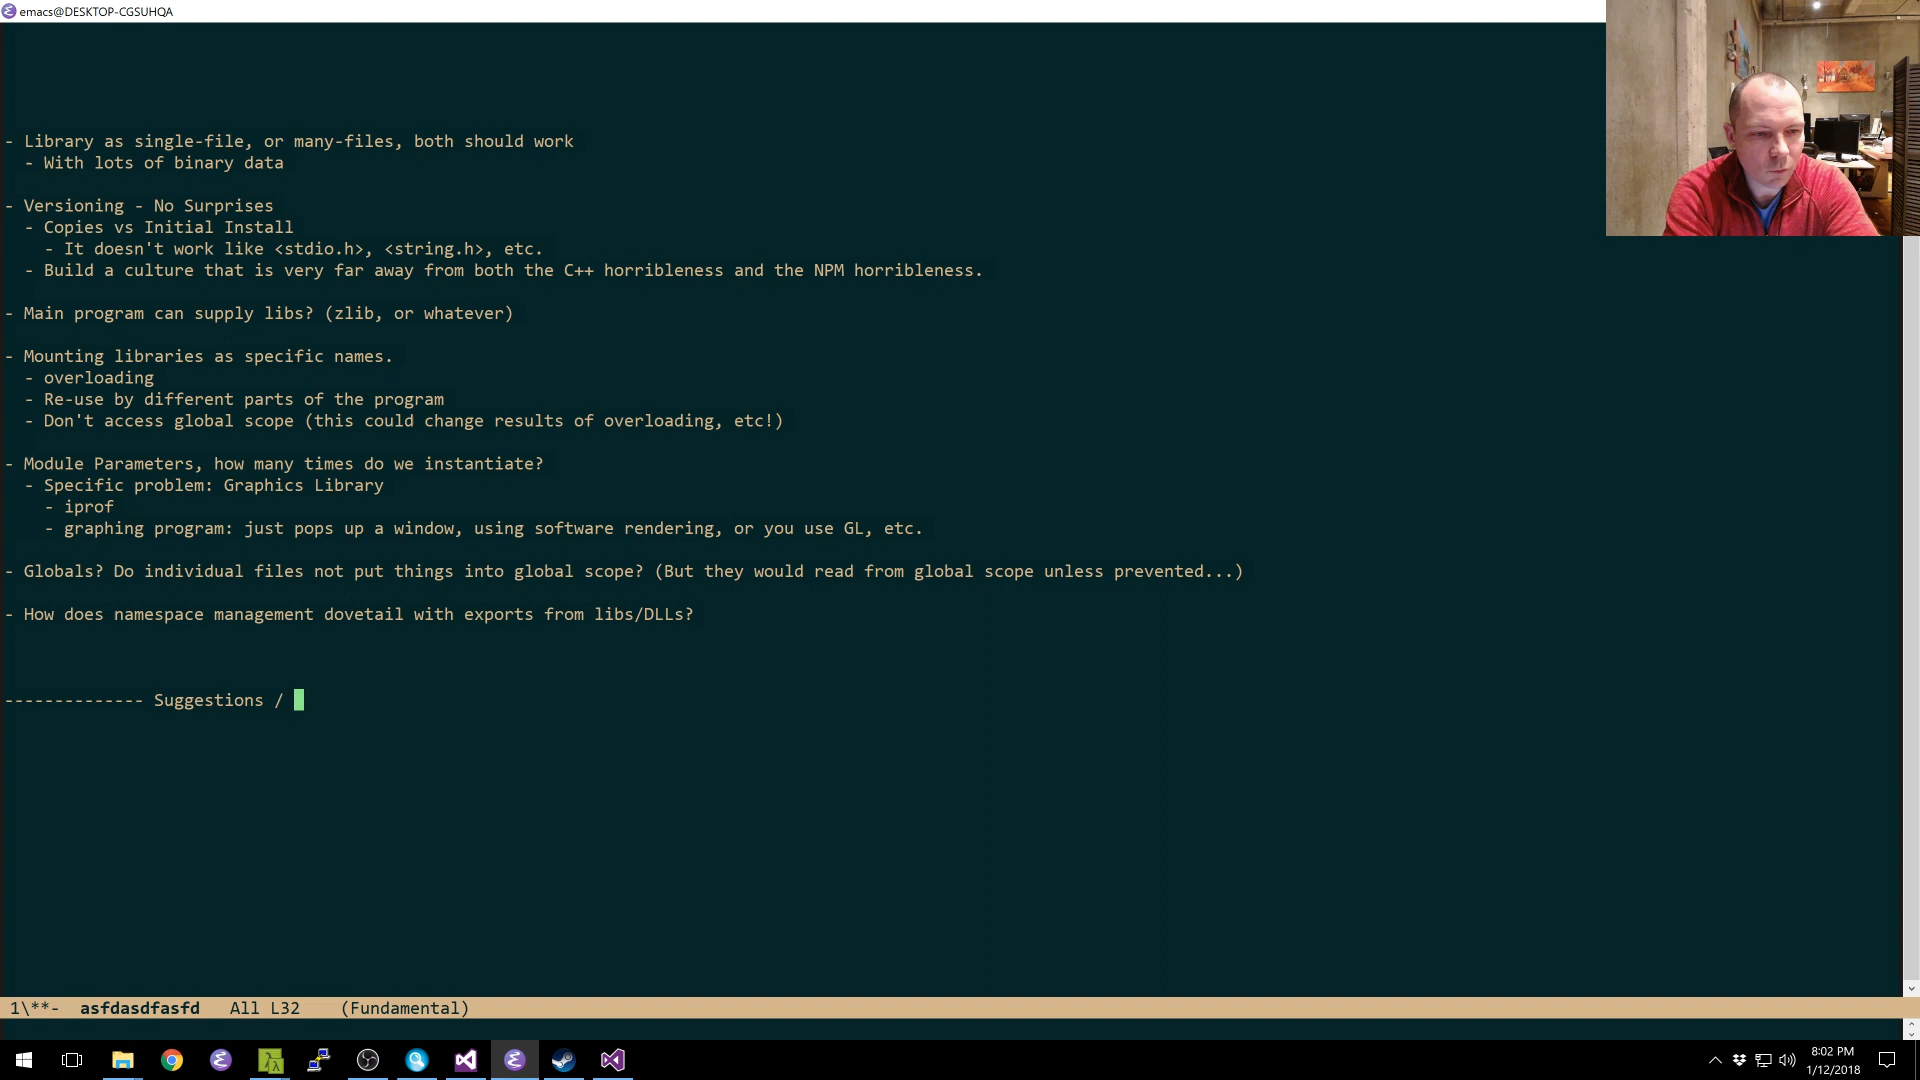 emacs@DESKTOP-CGSUHQA
- Library as single-file, or many-files, both should work
- With lots of binary data
- Versioning - No Surprises
- Copies vs Initial Install
- It doesn't work like <stdio.h>, <string.h>, etc.
- Build a culture that is very far away from both the C++ horribleness and the NPM horribleness.
- Main program can supply libs? (zlib, or whatever)
- Mounting libraries as specific names.
- overloading
- Re-use by different parts of the program
- Don't access global scope (this could change results of overloading, etc!)
- Module Parameters, how many times do we instantiate?
- Specific problem: Graphics Library
- iprof
- graphing program: just pops up a window, using software rendering, or you use GL, etc.
- Globals? Do individual files not put things into global scope? (But they would read from global scope unless prevented...)
- How does namespace management dovetail with exports from libs/DLLs?
-------------- Suggestions /
1\**- asfdasdfasfd All L32 (Fundamental)
8:02 PM
1/12/2018